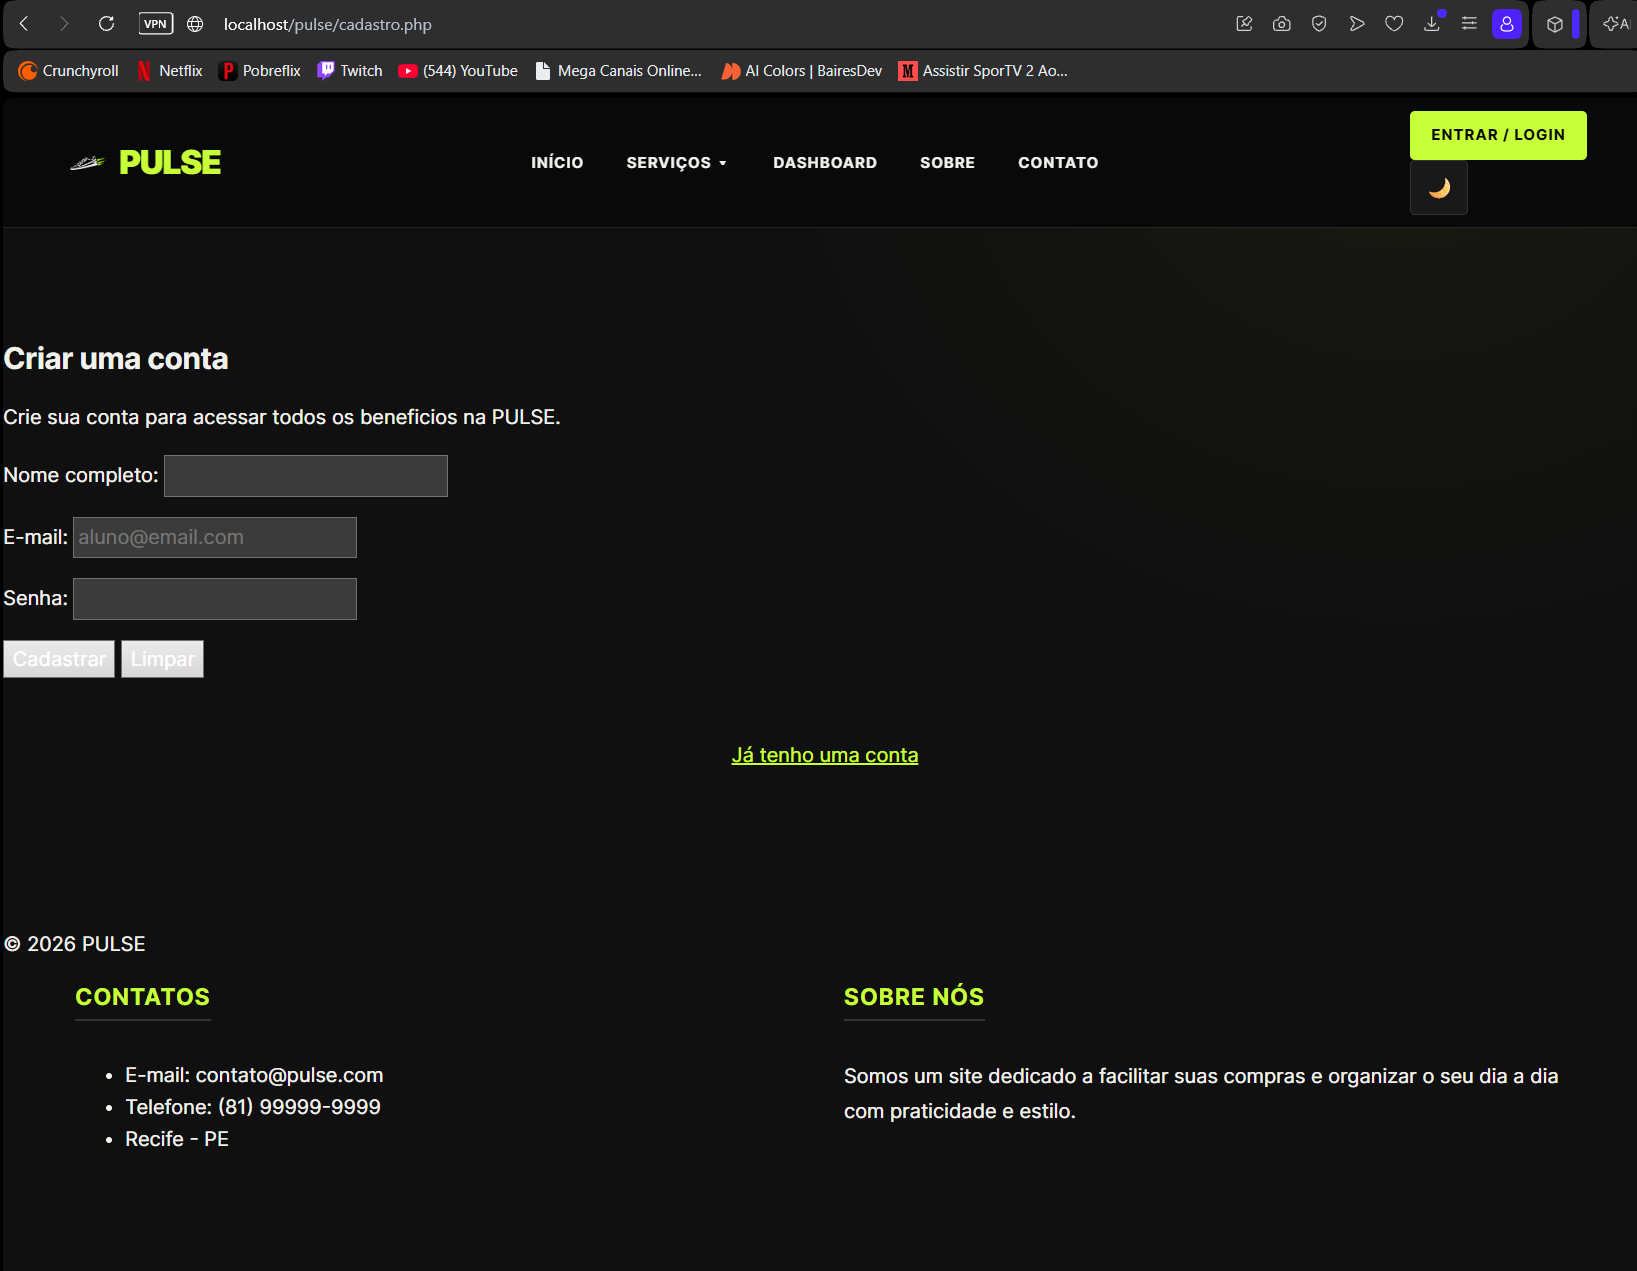 VPN localhost/pulse/cadastro.php
Crunchyroll Netflix Pobreflix Twitch (544) YouTube Mega Canais Online... AI Colors | BairesDev Assistir SporTV 2 Ao...
PULSE INÍCIO SERVIÇOS DASHBOARD SOBRE CONTATO ENTRAR / LOGIN
Criar uma conta
Crie sua conta para acessar todos os beneficios na PULSE.
Nome completo:
E-mail: aluno@email.com
Senha:
Cadastrar Limpar
Já tenho uma conta
© 2026 PULSE
CONTATOS
E-mail: contato@pulse.com
Telefone: (81) 99999-9999
Recife - PE
SOBRE NÓS
Somos um site dedicado a facilitar suas compras e organizar o seu dia a dia
com praticidade e estilo.